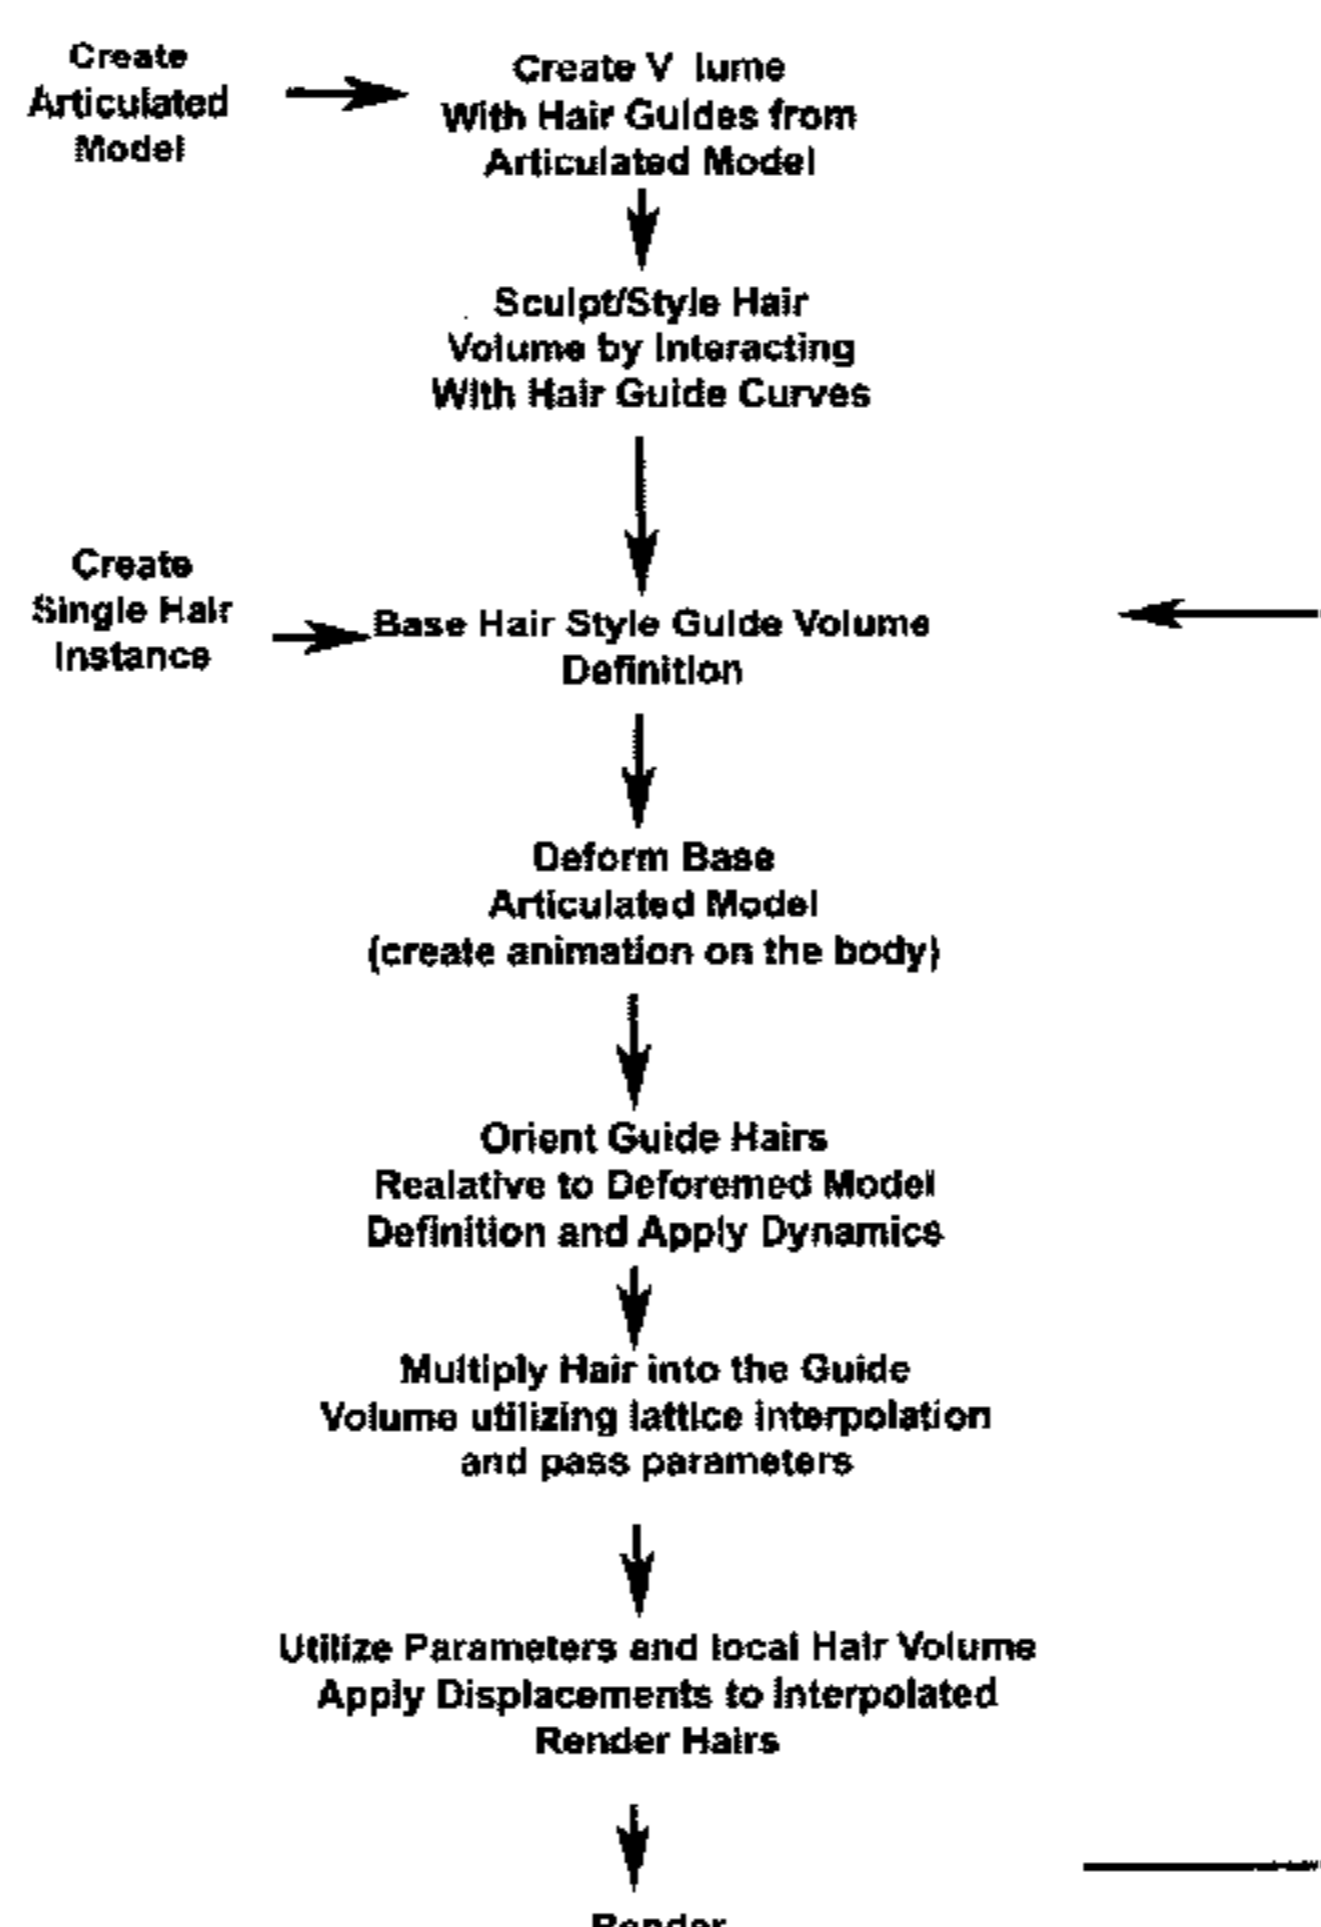 Create
Articulated
Model
Create V lume
With Hair Guides from
Articulated Model
Sculpt/Style Hair
Volume by Interacting
With Hair Guide Curves
Create
Single Hair
Instance
Base Hair Style Guide Volume
Definition
Deform Base
Articulated Model
(create animation on the body)
Orient Guide Hairs
Realative to Deforemed Model
Definition and Apply Dynamics
Multiply Hair into the Guide
Volume utilizing lattice interpolation
and pass parameters
Utilize Parameters and local Hair Volume
Apply Displacements to Interpolated
Render Hairs
Render